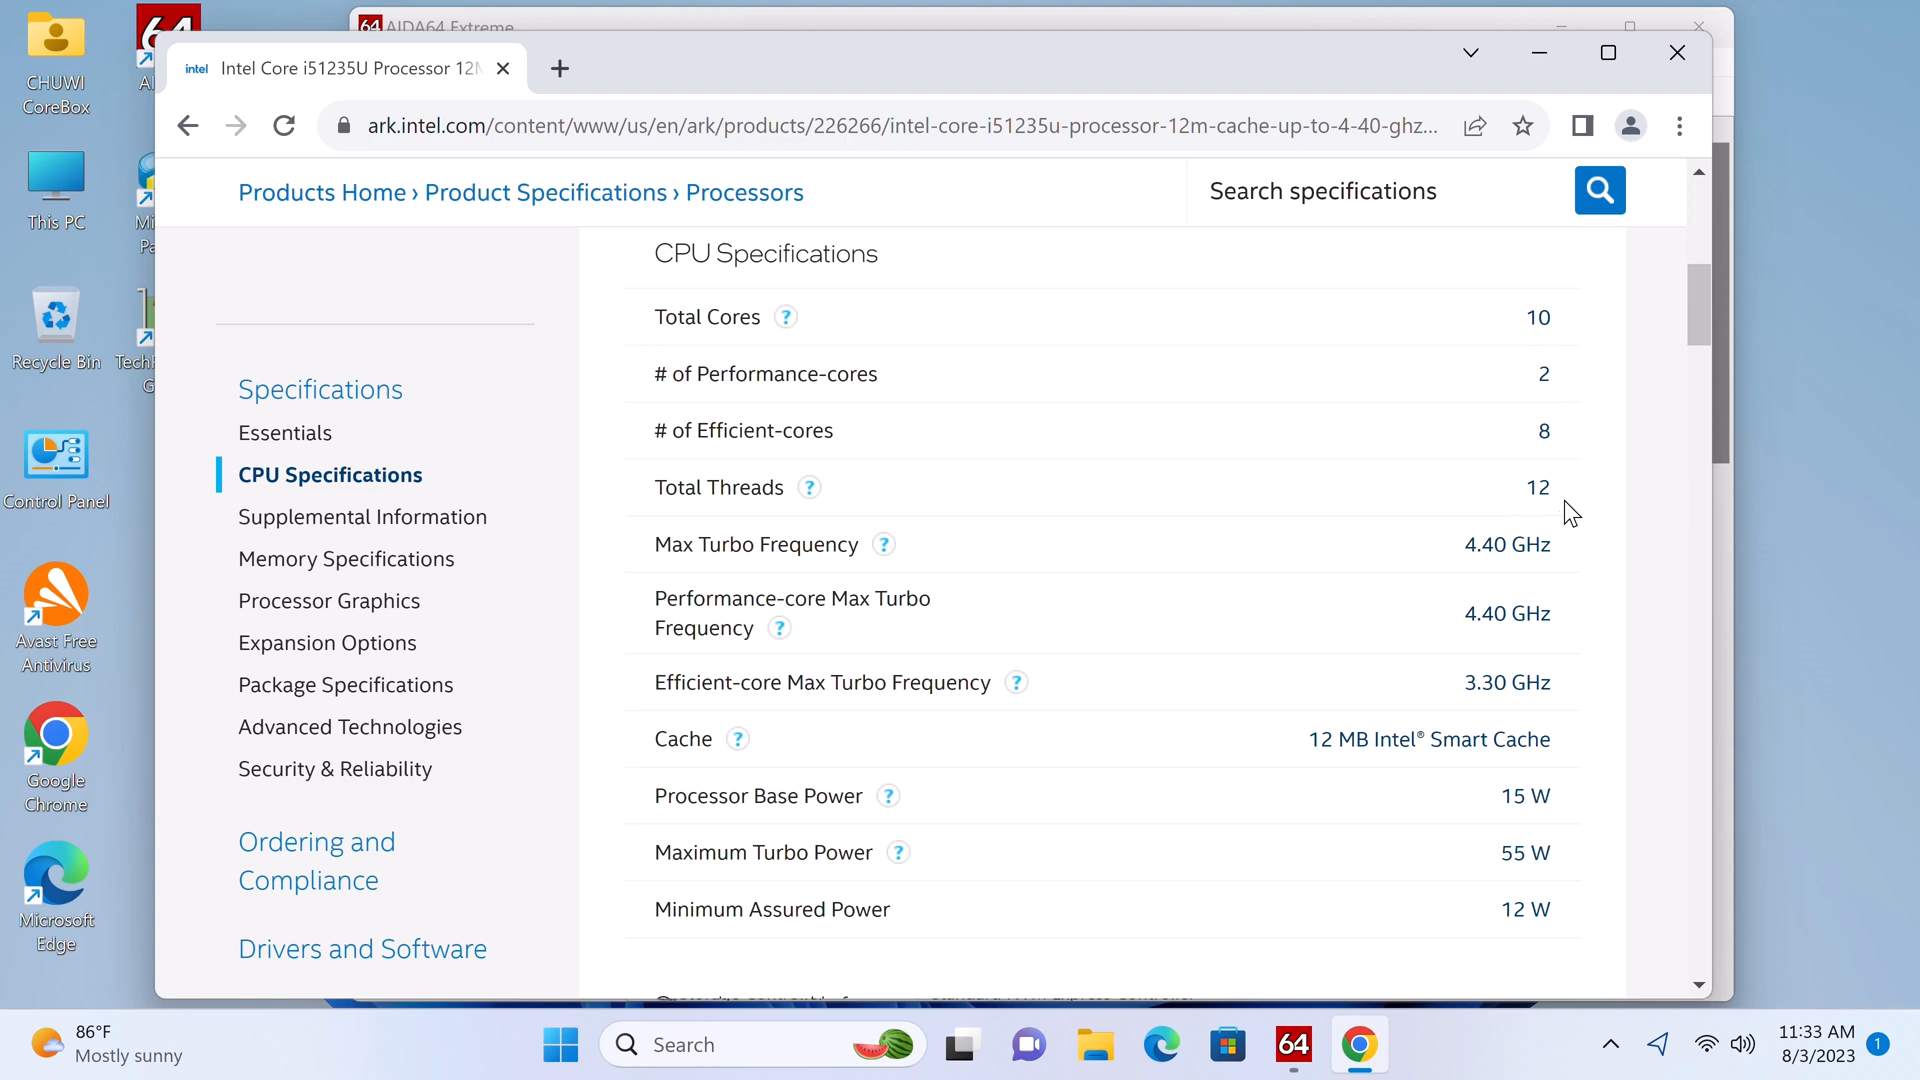 CHUWI
CoreBox
This PC
Recycle Bin
Control Panel
Avast Free
Antivirus
Google
Chrome
Microsoft
Edge
64
64 AIDA64 Extreme
intel Intel Core i51235U Processor 12M
ark.intel.com/content/www/us/en/ark/products/226266/intel-core-i51235u-processor-12m-cache-up-to-4-40-ghz...
Products Home › Product Specifications › Processors
Search specifications
Specifications
Essentials
CPU Specifications
Supplemental Information
Memory Specifications
Processor Graphics
Expansion Options
Package Specifications
Advanced Technologies
Security & Reliability
Ordering and
Compliance
Drivers and Software
CPU Specifications
Total Cores ? 10
# of Performance-cores 2
# of Efficient-cores 8
Total Threads ? 12
Max Turbo Frequency ? 4.40 GHz
Performance-core Max Turbo
Frequency ? 4.40 GHz
Efficient-core Max Turbo Frequency ? 3.30 GHz
Cache ? 12 MB Intel® Smart Cache
Processor Base Power ? 15 W
Maximum Turbo Power ? 55 W
Minimum Assured Power 12 W
86°F
Mostly sunny
Search
64
11:33 AM
8/3/2023
1